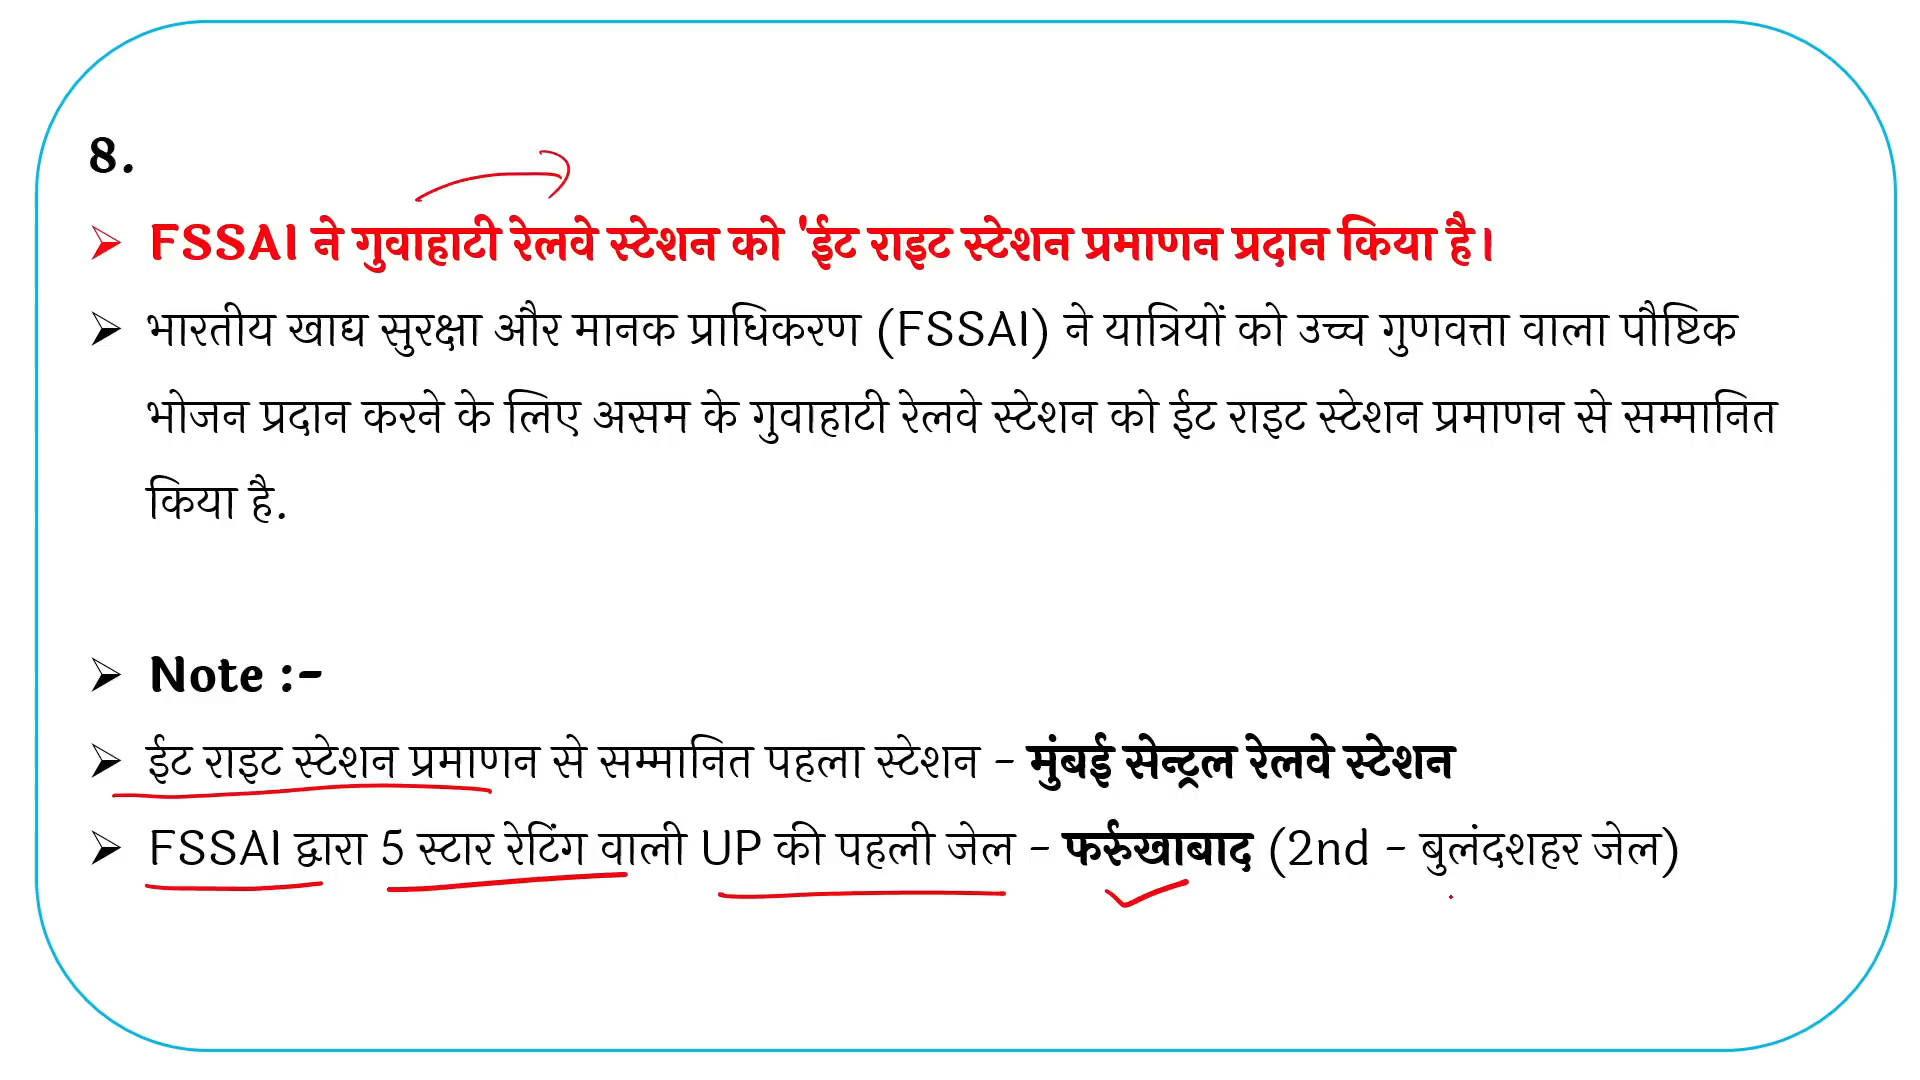 8.
➢ FSSAI ने गुवाहाटी रेलवे स्टेशन को 'ईट राइट स्टेशन प्रमाणन प्रदान किया है।
➢ भारतीय खाद्य सुरक्षा और मानक प्राधिकरण (FSSAI) ने यात्रियों को उच्च गुणवत्ता वाला पौष्टिक
भोजन प्रदान करने के लिए असम के गुवाहाटी रेलवे स्टेशन को ईट राइट स्टेशन प्रमाणन से सम्मानित
किया है.
➢ Note :-
➢ ईट राइट स्टेशन प्रमाणन से सम्मानित पहला स्टेशन - मुंबई सेन्ट्रल रेलवे स्टेशन
➢ FSSAI द्वारा 5 स्टार रेटिंग वाली UP की पहली जेल - फर्रुखाबाद (2nd - बुलंदशहर जेल)